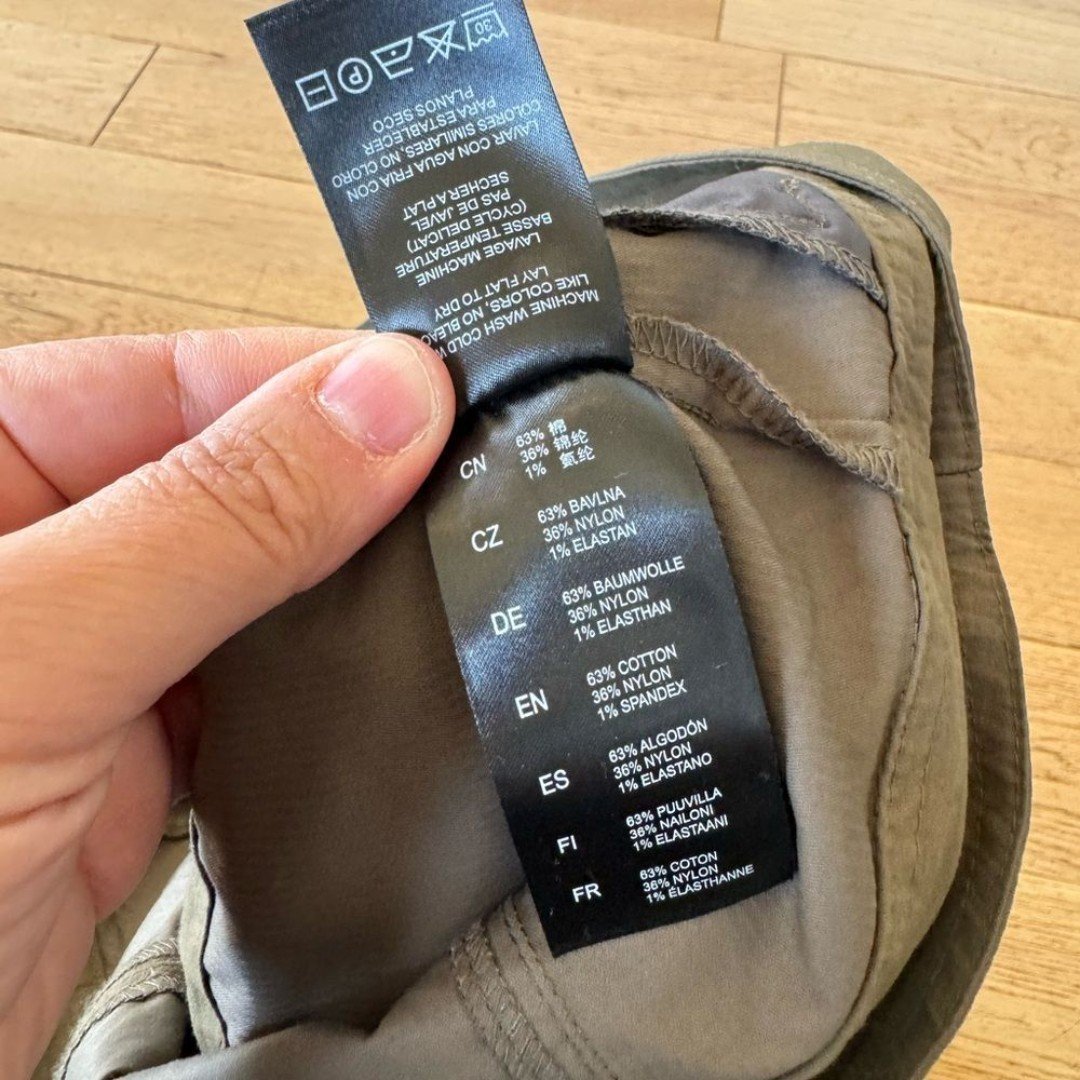 30
P
MACHINE WASH COLD
LIKE COLORS, NO BLEACH
LAY FLAT TO DRY
LAVAGE MACHINE
BASSE TEMPERATURE
(CYCLE DELICAT)
PAS DE JAVEL
SECHER A PLAT
LAVAR CON AGUA FRIA CON
COLORES SIMILARES, NO CLORO
PARA ESTABLECER
PLANOS SECO
CN
63% 棉
36% 锦纶
1% 氨纶
CZ
63% BAVLNA
36% NYLON
1% ELASTAN
DE
63% BAUMWOLLE
36% NYLON
1% ELASTHAN
EN
63% COTTON
36% NYLON
1% SPANDEX
ES
63% ALGODÓN
36% NYLON
1% ELASTANO
FI
63% PUUVILLA
36% NAILONI
1% ELASTAANI
FR
63% COTON
36% NYLON
1% ÉLASTHANNE